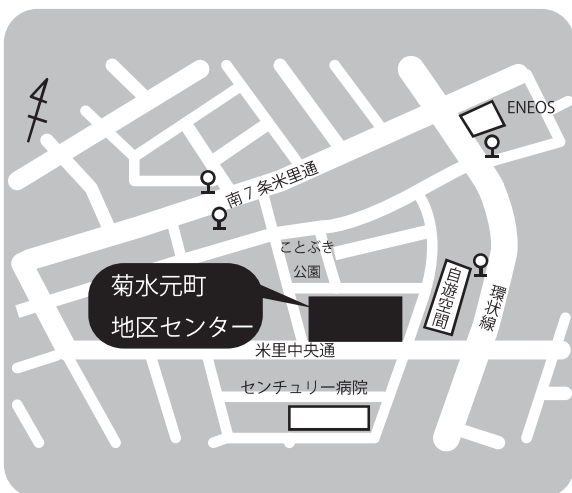 ENEOS
南7条米里通
ことぶき
公園
自遊空間
環状線
菊水元町
地区センター
米里中央通
センチュリー病院